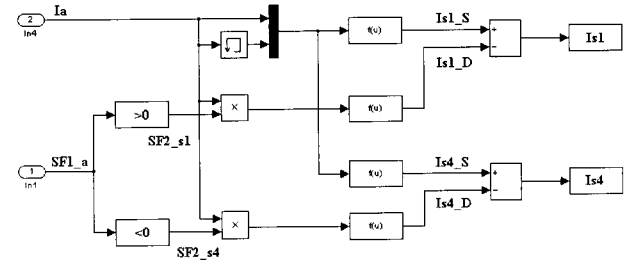 Ia
2
In4
f(u)
Is1_S
+
−
Is1
Is1_D
>0
×
f(u)
SF2_s1
SF1_a
1
In1
f(u)
Is4_S
+
−
Is4
Is4_D
<0
×
f(u)
SF2_s4